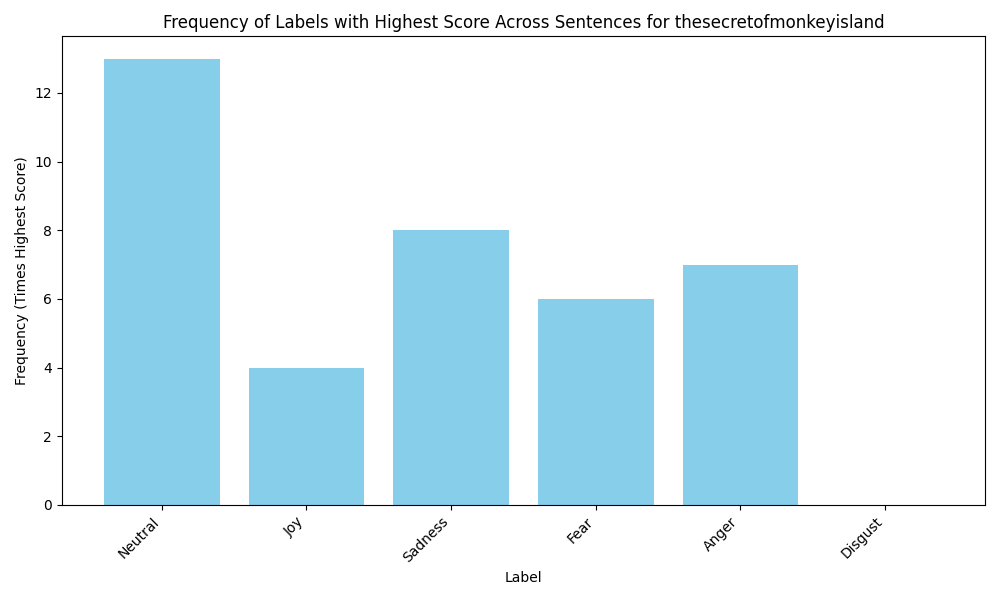 Frequency of Labels with Highest Score Across Sentences for thesecretofmonkeyisland
Frequency (Times Highest Score)
12
10
8
6
4
2
0
Neutral
Joy
Sadness
Fear
Anger
Disgust
Label